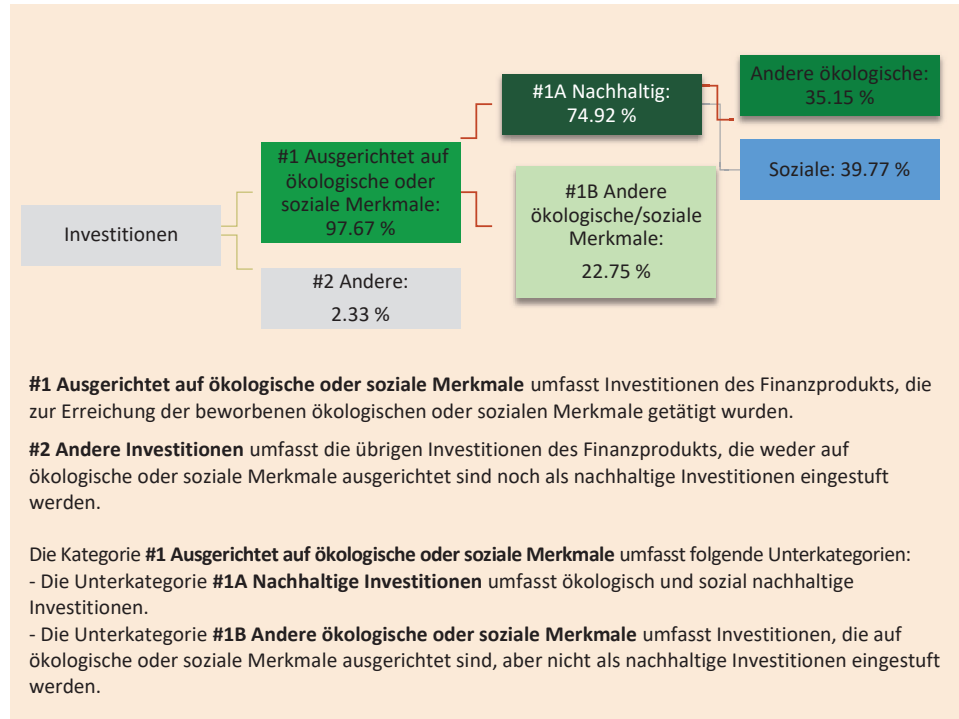 Investitionen
#1 Ausgerichtet auf
ökologische oder
soziale Merkmale:
97.67 %
#2 Andere:
2.33 %
#1A Nachhaltig:
74.92 %
#1B Andere
ökologische/soziale
Merkmale:
22.75 %
Andere ökologische:
35.15 %
Soziale: 39.77 %
#1 Ausgerichtet auf ökologische oder soziale Merkmale umfasst Investitionen des Finanzprodukts, die
zur Erreichung der beworbenen ökologischen oder sozialen Merkmale getätigt wurden.
#2 Andere Investitionen umfasst die übrigen Investitionen des Finanzprodukts, die weder auf
ökologische oder soziale Merkmale ausgerichtet sind noch als nachhaltige Investitionen eingestuft
werden.
Die Kategorie #1 Ausgerichtet auf ökologische oder soziale Merkmale umfasst folgende Unterkategorien:
- Die Unterkategorie #1A Nachhaltige Investitionen umfasst ökologisch und sozial nachhaltige
Investitionen.
- Die Unterkategorie #1B Andere ökologische oder soziale Merkmale umfasst Investitionen, die auf
ökologische oder soziale Merkmale ausgerichtet sind, aber nicht als nachhaltige Investitionen eingestuft
werden.